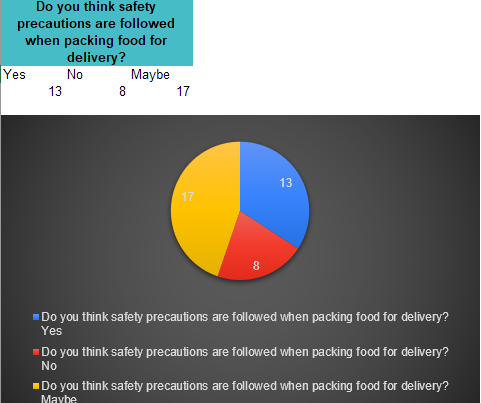 Do you think safety
precautions are followed
when packing food for
delivery?
Yes No Maybe
13 8 17
13
17
8
Do you think safety precautions are followed when packing food for delivery?
Yes
Do you think safety precautions are followed when packing food for delivery?
No
Do you think safety precautions are followed when packing food for delivery?
Maybe